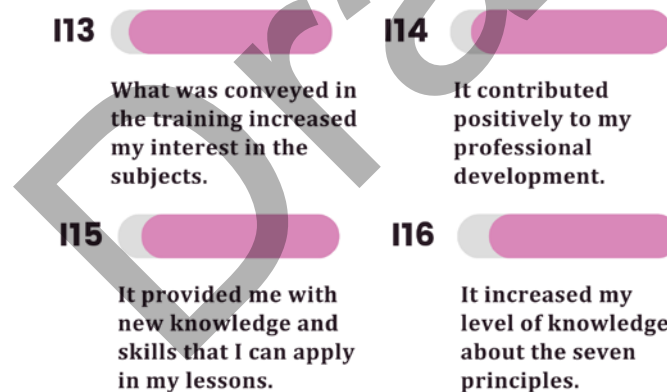 I13
What was conveyed in
the training increased
my interest in the
subjects.
I14
It contributed
positively to my
professional
development.
I15
It provided me with
new knowledge and
skills that I can apply
in my lessons.
I16
It increased my
level of knowledge
about the seven
principles.